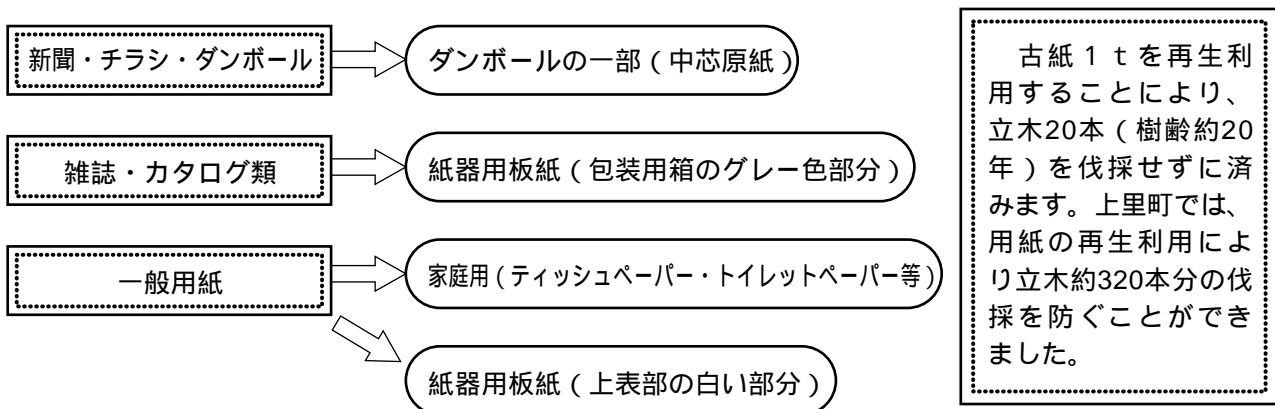 新聞・チラシ・ダンボール
ダンボールの一部(中芯原紙)
雑誌・カタログ類
紙器用板紙(包装用箱のグレー色部分)
一般用紙
家庭用(ティッシュペーパー・トイレットペーパー等)
紙器用板紙(上表部の白い部分)
古紙1tを再生利
用することにより、
立木20本(樹齢約20
年)を伐採せずに済
みます。上里町では、
用紙の再生利用によ
り立木約320本分の伐
採を防ぐことができ
ました。